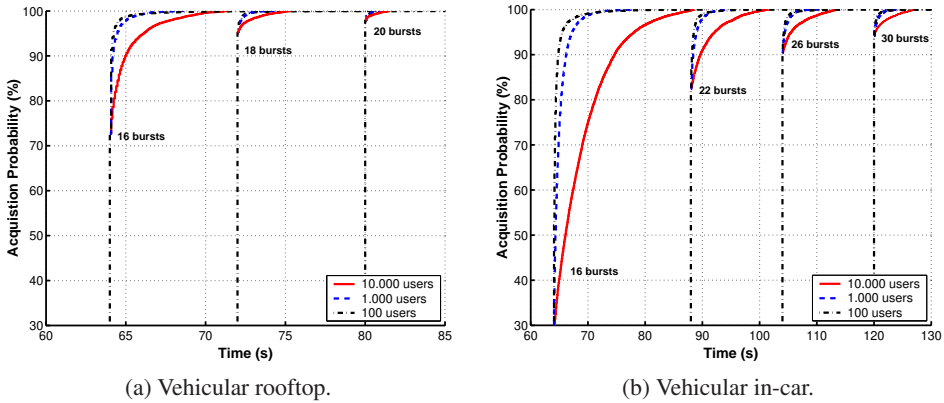 100
90
80
70
60
50
40
30
Acquistion Probability (%)
16 bursts
18 bursts
20 bursts
10.000 users
1.000 users
100 users
60
65
70
75
80
85
Time (s)
(a) Vehicular rooftop.
100
90
80
70
60
50
40
30
Acquisition Probability (%)
16 bursts
22 bursts
26 bursts
30 bursts
10.000 users
1.000 users
100 users
60
70
80
90
100
110
120
130
Time (s)
(b) Vehicular in-car.